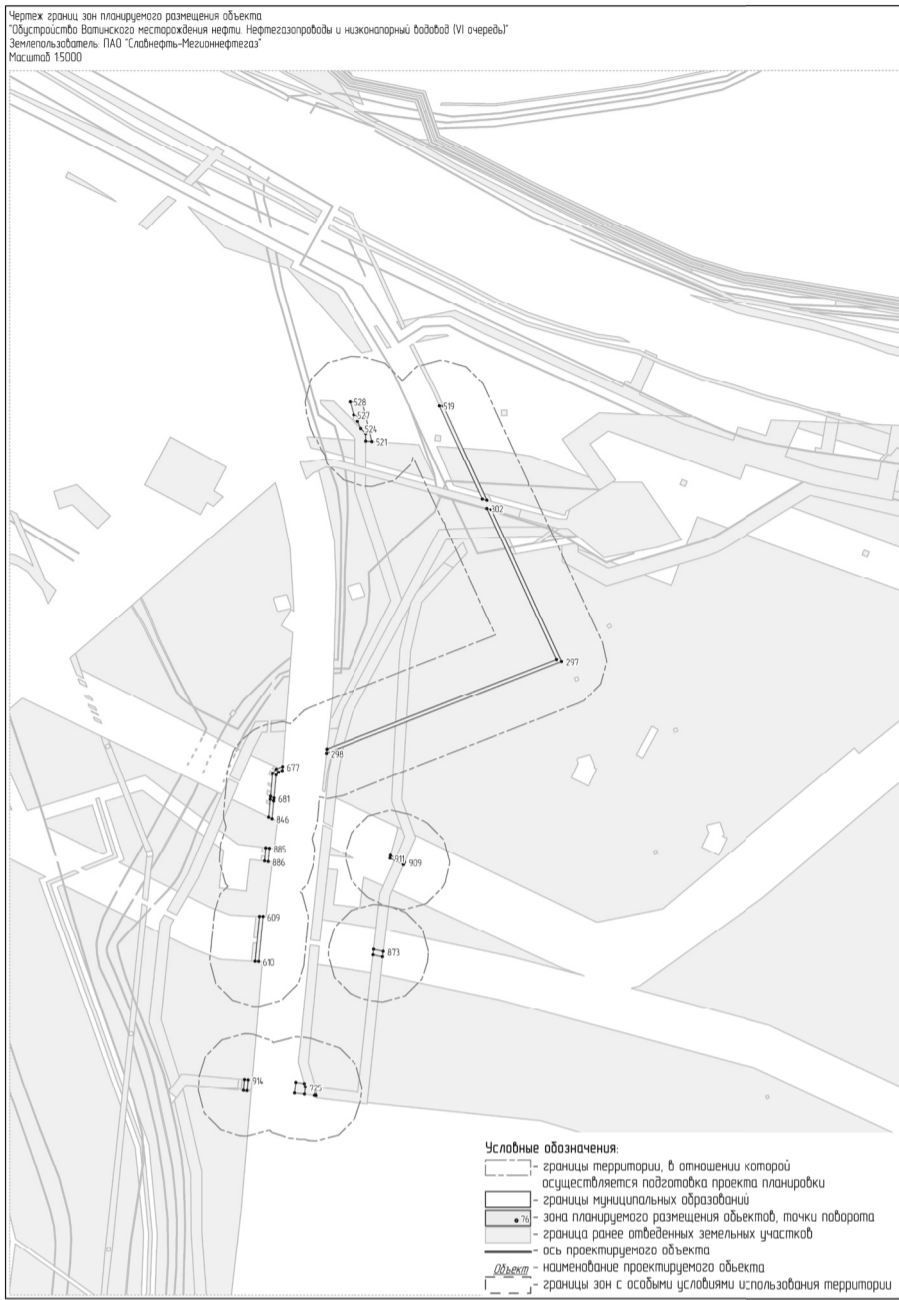 Чертеж границ зон планируемого размещения объекта
"Обустройство Ватинского месторождения нефти. Нефтегазопроводы и низконапорный водовод (VI очередь)"
Землепользователь: ПАО "Славнефть-Мегионнефтегаз"
Масштаб 1:5000
528
519
527
524
521
302
297
298
677
681
846
885
911
886
909
609
873
610
914
725
Условные обозначения:
- границы территории, в отношении которой
осуществляется подготовка проекта планировки
- границы муниципальных образований
76 - зона планируемого размещения объектов, точки поворота
- граница ранее отведенных земельных участков
- ось проектируемого объекта
Объект - наименование проектируемого объекта
- границы зон с особыми условиями использования территории